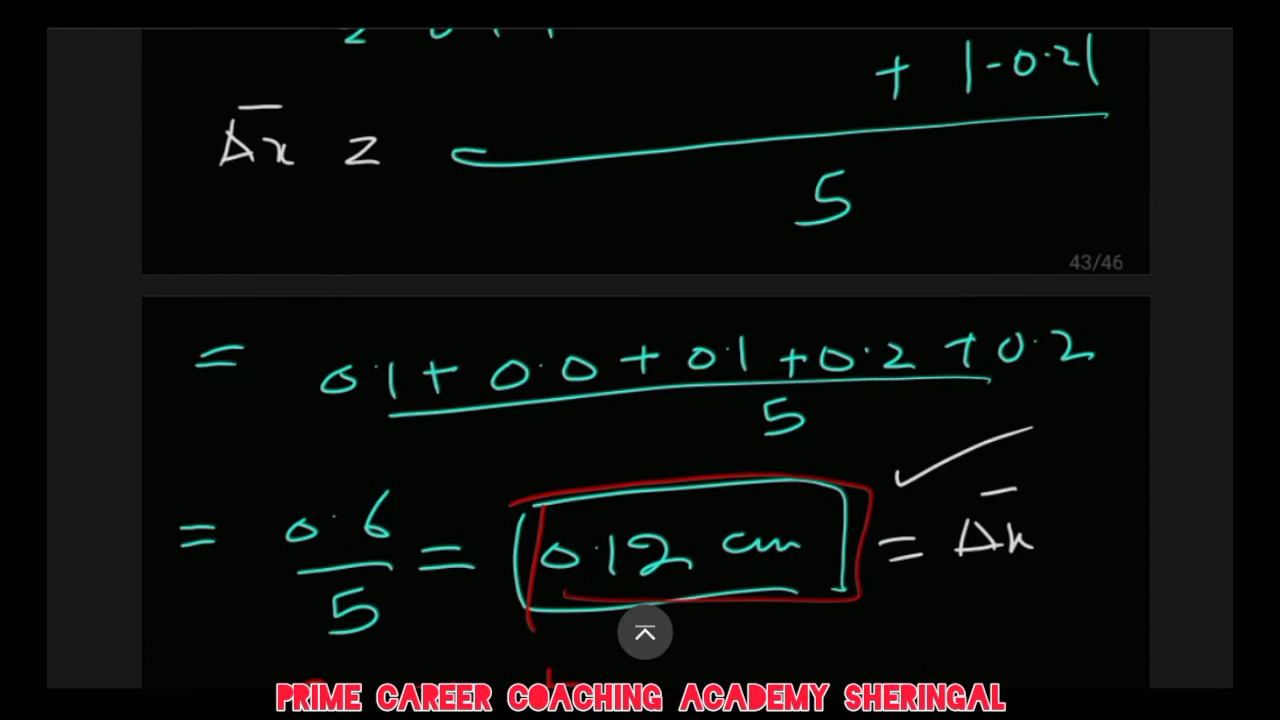 + |-0.2|
Δx̄ =
5
43/46
= 0.1 + 0.0 + 0.1 + 0.2 + 0.2
5
= 0.6 / 5 = 0.12 cm = Δx̄
PRIME CAREER COACHING ACADEMY SHERINGAL